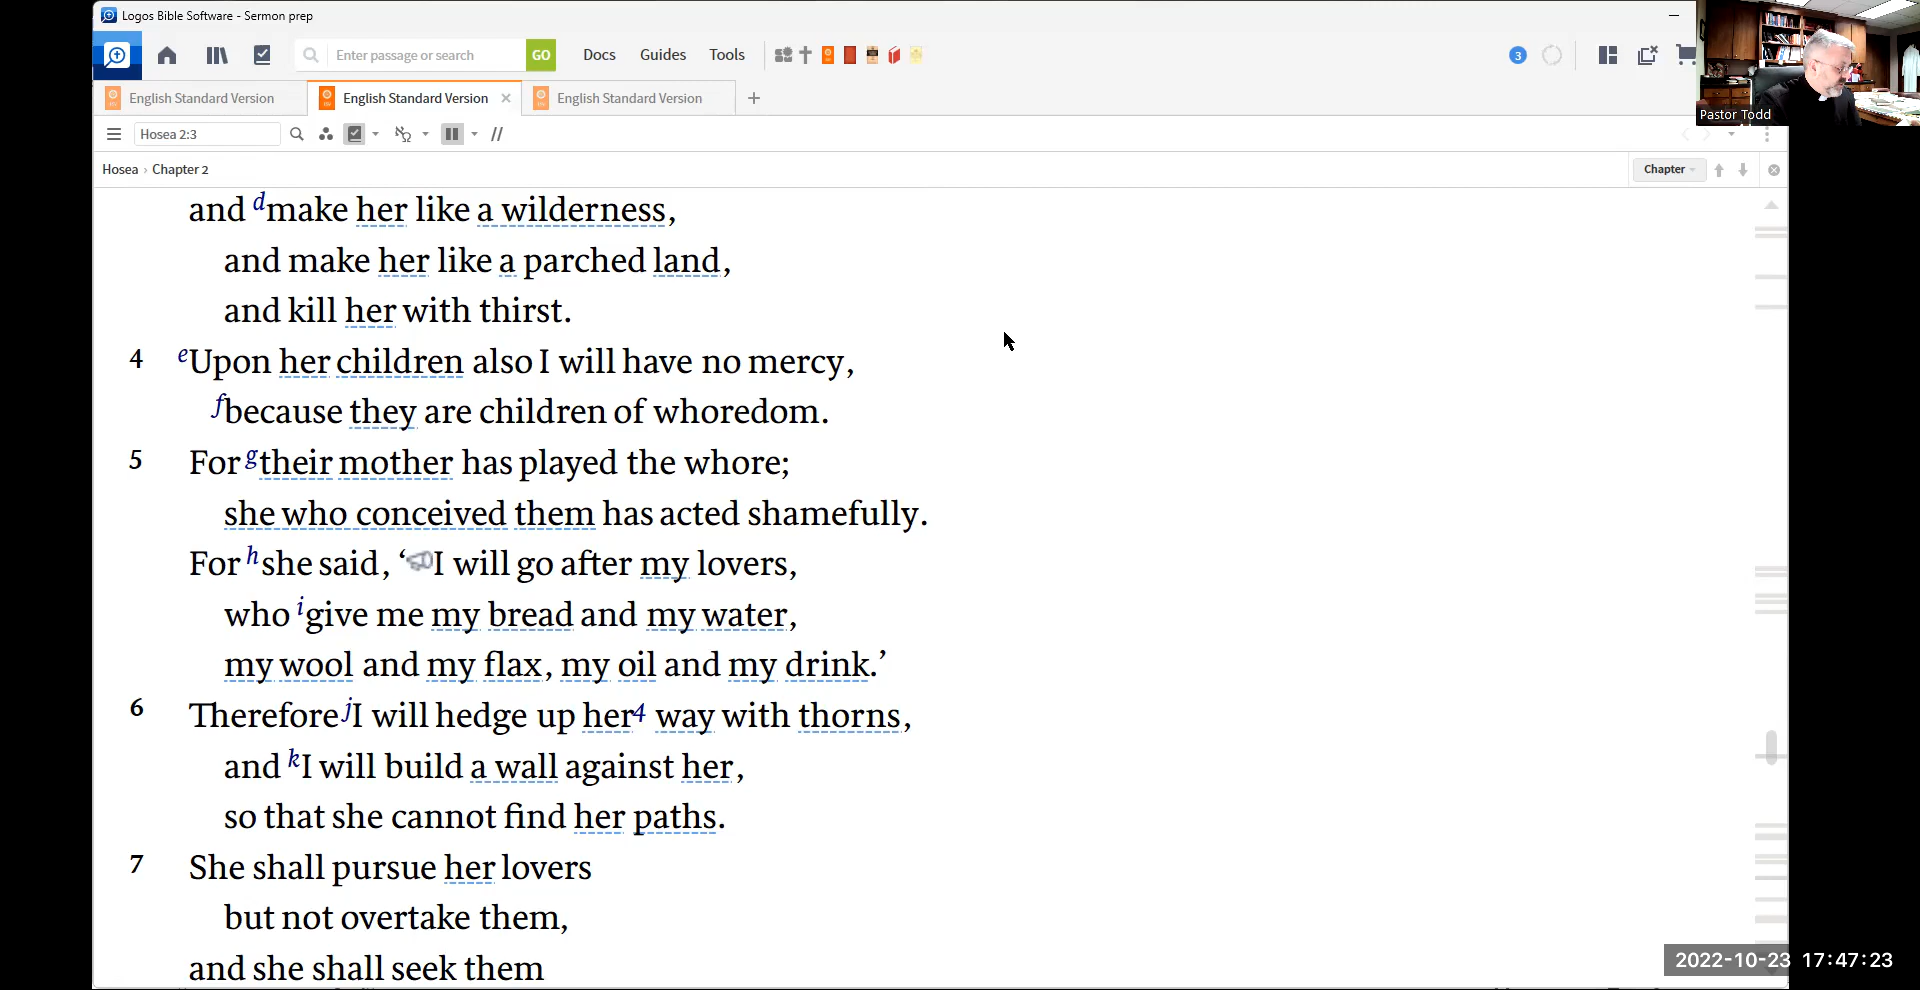 Logos Bible Software - Sermon prep
Enter passage or search GO Docs Guides Tools 3
English Standard Version English Standard Version English Standard Version
Pastor Todd
Hosea 2:3
Hosea › Chapter 2 Chapter
and d make her like a wilderness,
and make her like a parched land,
and kill her with thirst.
4 e Upon her children also I will have no mercy,
f because they are children of whoredom.
5 For g their mother has played the whore;
she who conceived them has acted shamefully.
For h she said, ‘I will go after my lovers,
who i give me my bread and my water,
my wool and my flax, my oil and my drink.’
6 Therefore j I will hedge up her4 way with thorns,
and k I will build a wall against her,
so that she cannot find her paths.
7 She shall pursue her lovers
but not overtake them,
and she shall seek them
2022-10-23 17:47:23